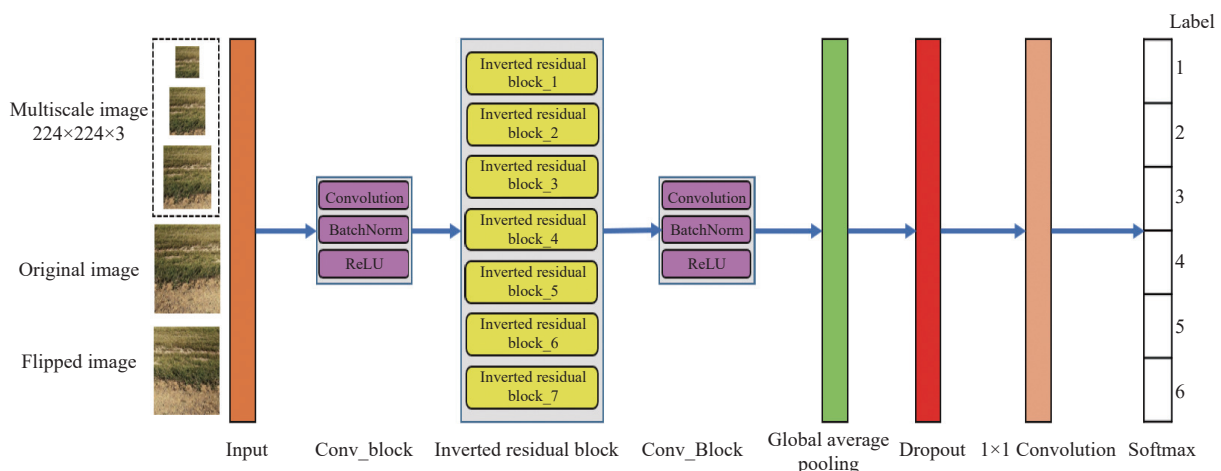 Label
Multiscale image
224×224×3
Original image
Flipped image
Convolution
BatchNorm
ReLU
Inverted residual
block_1
Inverted residual
block_2
Inverted residual
block_3
Inverted residual
block_4
Inverted residual
block_5
Inverted residual
block_6
Inverted residual
block_7
Convolution
BatchNorm
ReLU
1
2
3
4
5
6
Input
Conv_block
Inverted residual block
Conv_Block
Global average
pooling
Dropout
1×1 Convolution
Softmax